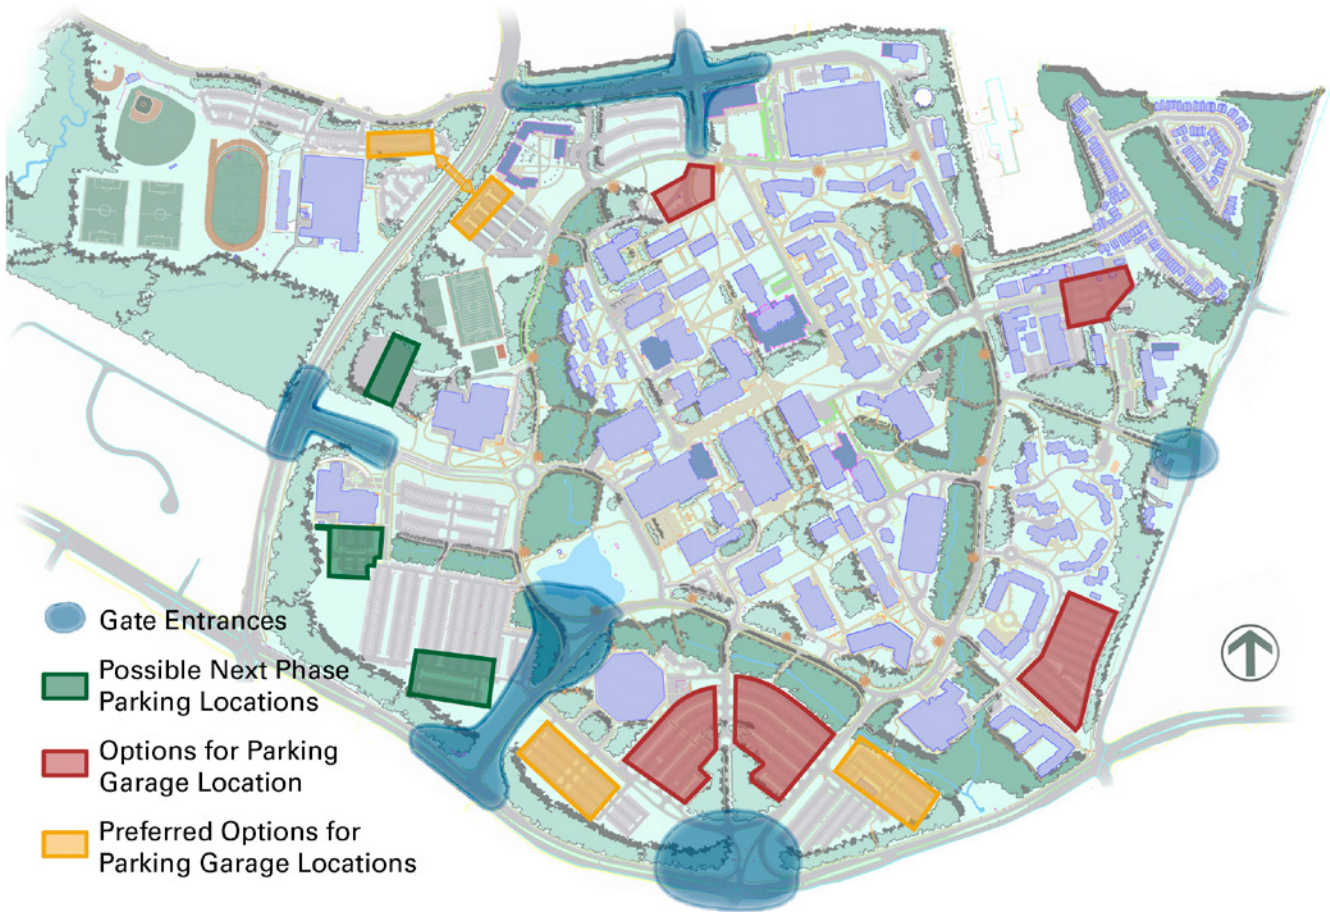 Gate Entrances
Possible Next Phase
Parking Locations
Options for Parking
Garage Location
Preferred Options for
Parking Garage Locations